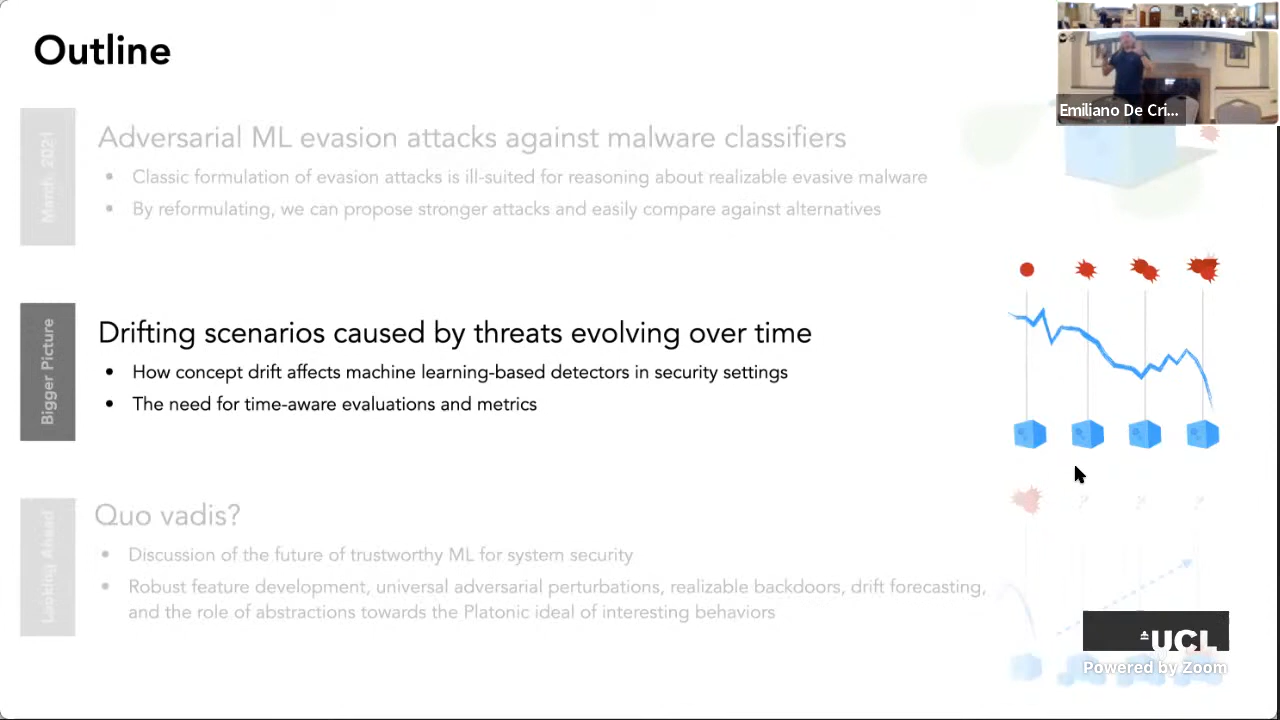 Outline
Emiliano De Cri...
March, 2021
Adversarial ML evasion attacks against malware classifiers
• Classic formulation of evasion attacks is ill-suited for reasoning about realizable evasive malware
• By reformulating, we can propose stronger attacks and easily compare against alternatives
Bigger Picture
Drifting scenarios caused by threats evolving over time
• How concept drift affects machine learning-based detectors in security settings
• The need for time-aware evaluations and metrics
Looking Ahead
Quo vadis?
• Discussion of the future of trustworthy ML for system security
• Robust feature development, universal adversarial perturbations, realizable backdoors, drift forecasting,
and the role of abstractions towards the Platonic ideal of interesting behaviors
UCL
Powered by Zoom